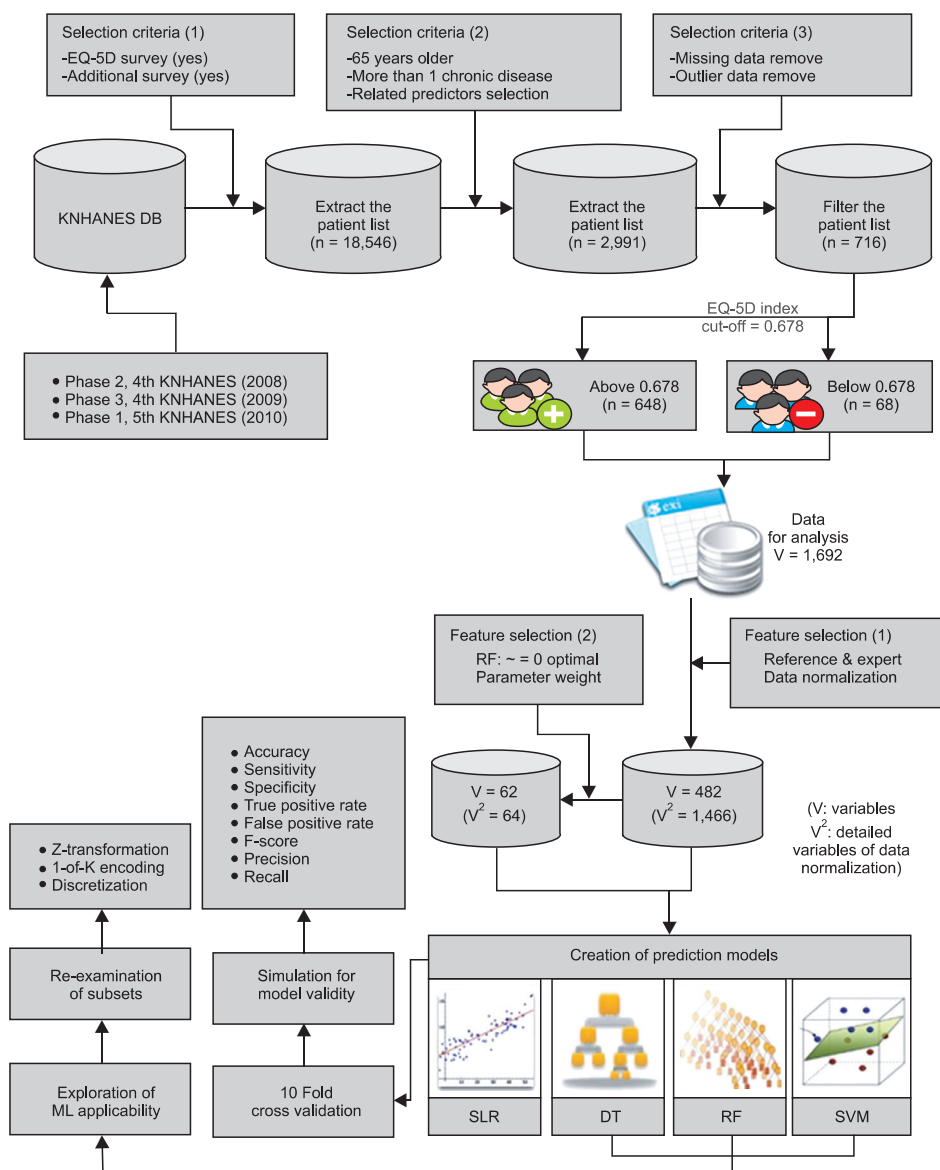 Selection criteria (1)
-EQ-5D survey (yes)
-Additional survey (yes)
Selection criteria (2)
-65 years older
-More than 1 chronic disease
-Related predictors selection
Selection criteria (3)
-Missing data remove
-Outlier data remove
KNHANES DB
Extract the
patient list
(n = 18,546)
Extract the
patient list
(n = 2,991)
Filter the
patient list
(n = 716)
● Phase 2, 4th KNHANES (2008)
● Phase 3, 4th KNHANES (2009)
● Phase 1, 5th KNHANES (2010)
EQ-5D index
cut-off = 0.678
Above 0.678
(n = 648)
Below 0.678
(n = 68)
exi
Data
for analysis
V = 1,692
Feature selection (2)
RF: ~ = 0 optimal
Parameter weight
Feature selection (1)
Reference & expert
Data normalization
● Accuracy
● Sensitivity
● Specificity
● True positive rate
● False positive rate
● F-score
● Precision
● Recall
V = 62
(V² = 64)
V = 482
(V² = 1,466)
(V: variables
V²: detailed
variables of data
normalization)
● Z-transformation
● 1-of-K encoding
● Discretization
Re-examination
of subsets
Simulation for
model validity
Creation of prediction models
Exploration of
ML applicability
10 Fold
cross validation
10 20 30 40 50
SLR
DT
RF
SVM